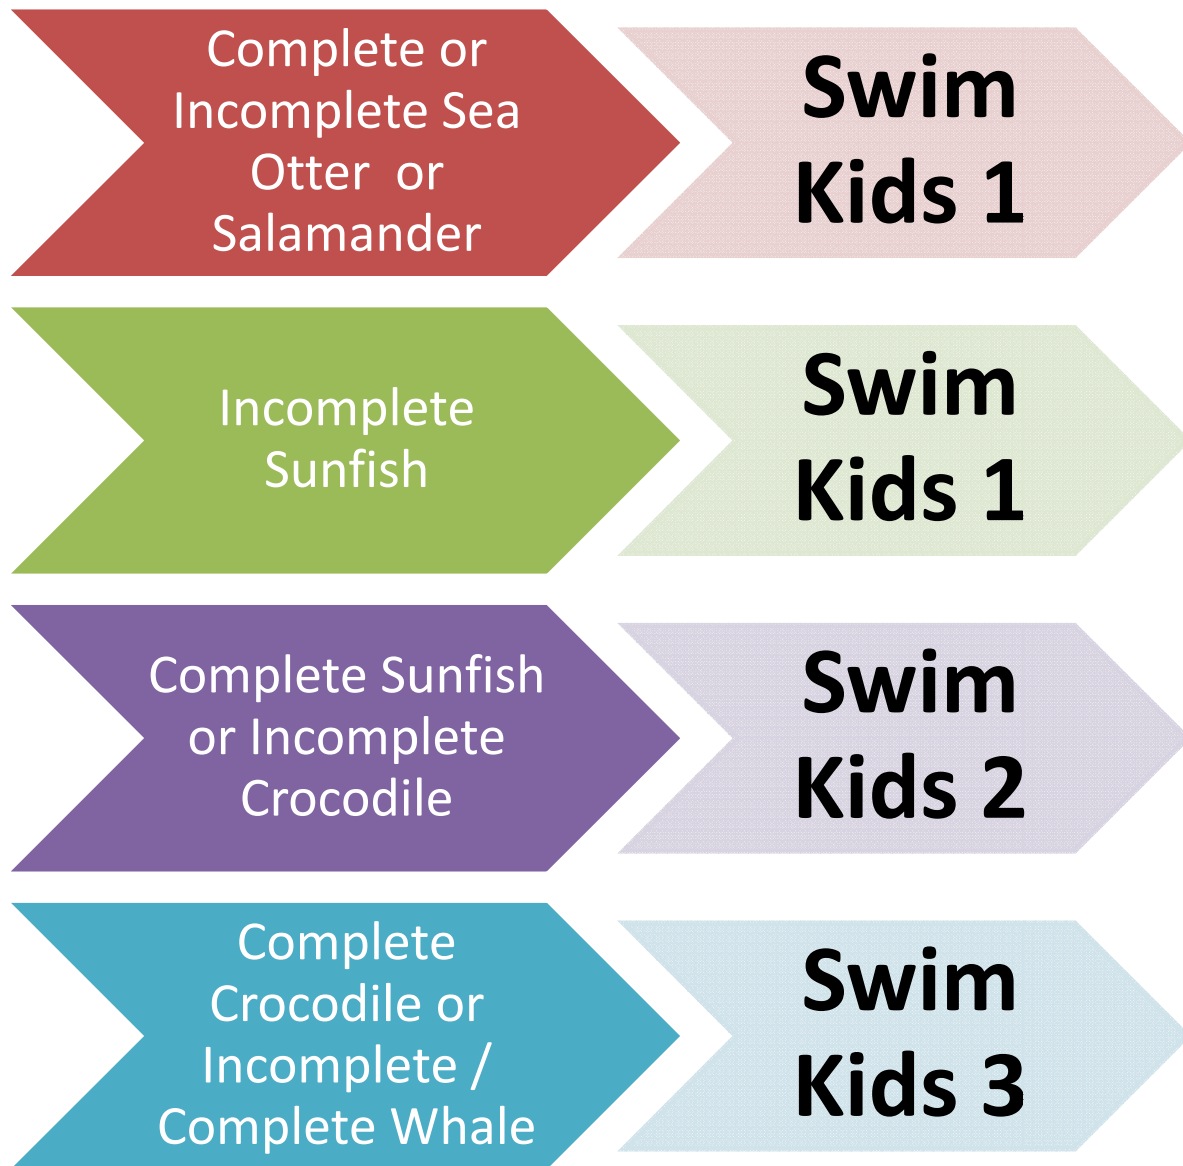 Complete or
Incomplete Sea
Otter  or
Salamander
Swim
Kids 1
Incomplete
Sunfish
Swim
Kids 1
Complete Sunfish
or Incomplete
Crocodile
Swim
Kids 2
Complete
Crocodile or
Incomplete /
Complete Whale
Swim
Kids 3